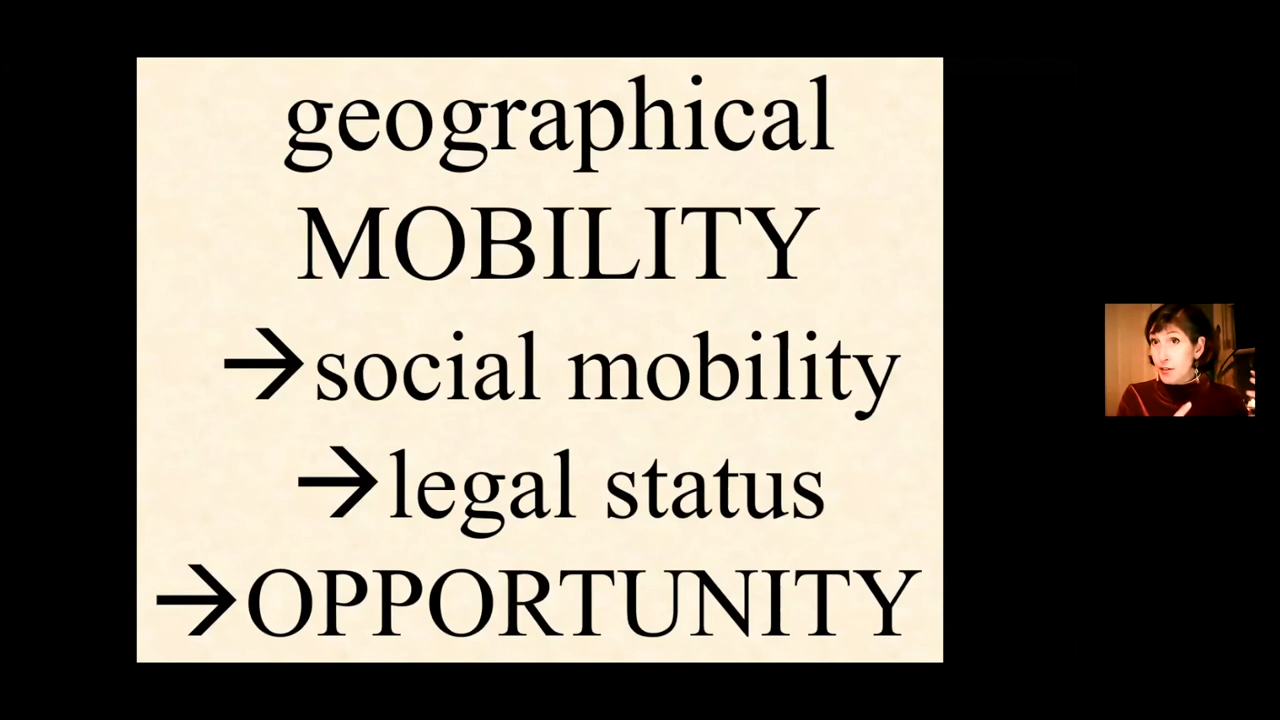 geographical
MOBILITY
→social mobility
→legal status
→OPPORTUNITY